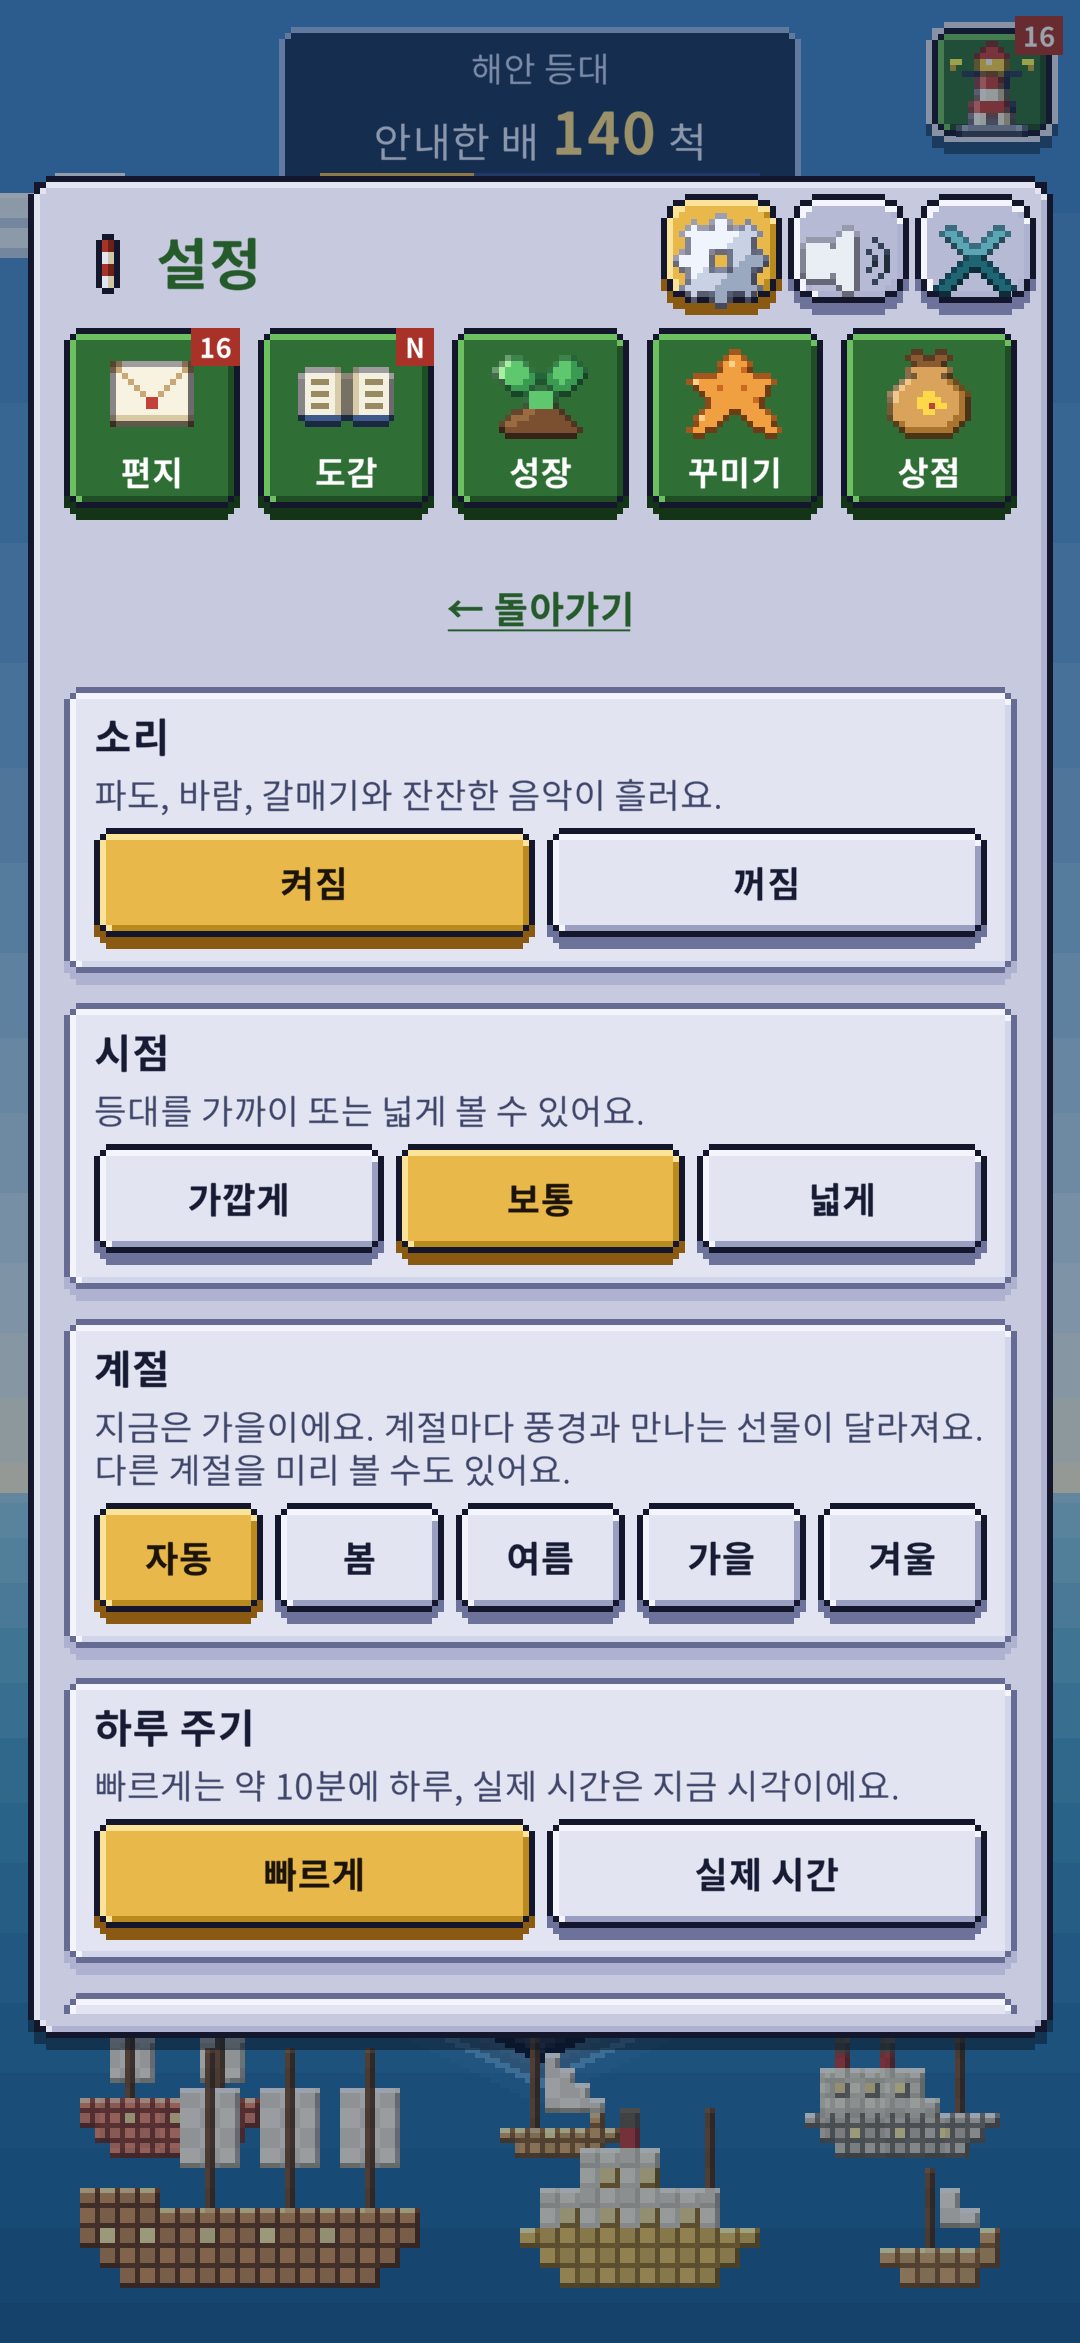 해안 등대
16
안내한 배 140 척
설정
16
N
편지
도감
성장
꾸미기
상점
← 돌아가기
소리
파도, 바람, 갈매기와 잔잔한 음악이 흘러요.
켜짐
꺼짐
시점
등대를 가까이 또는 넓게 볼 수 있어요.
가깝게
보통
넓게
계절
지금은 가을이에요. 계절마다 풍경과 만나는 선물이 달라져요.
다른 계절을 미리 볼 수도 있어요.
자동
봄
여름
가을
겨울
하루 주기
빠르게는 약 10분에 하루, 실제 시간은 지금 시각이에요.
빠르게
실제 시간